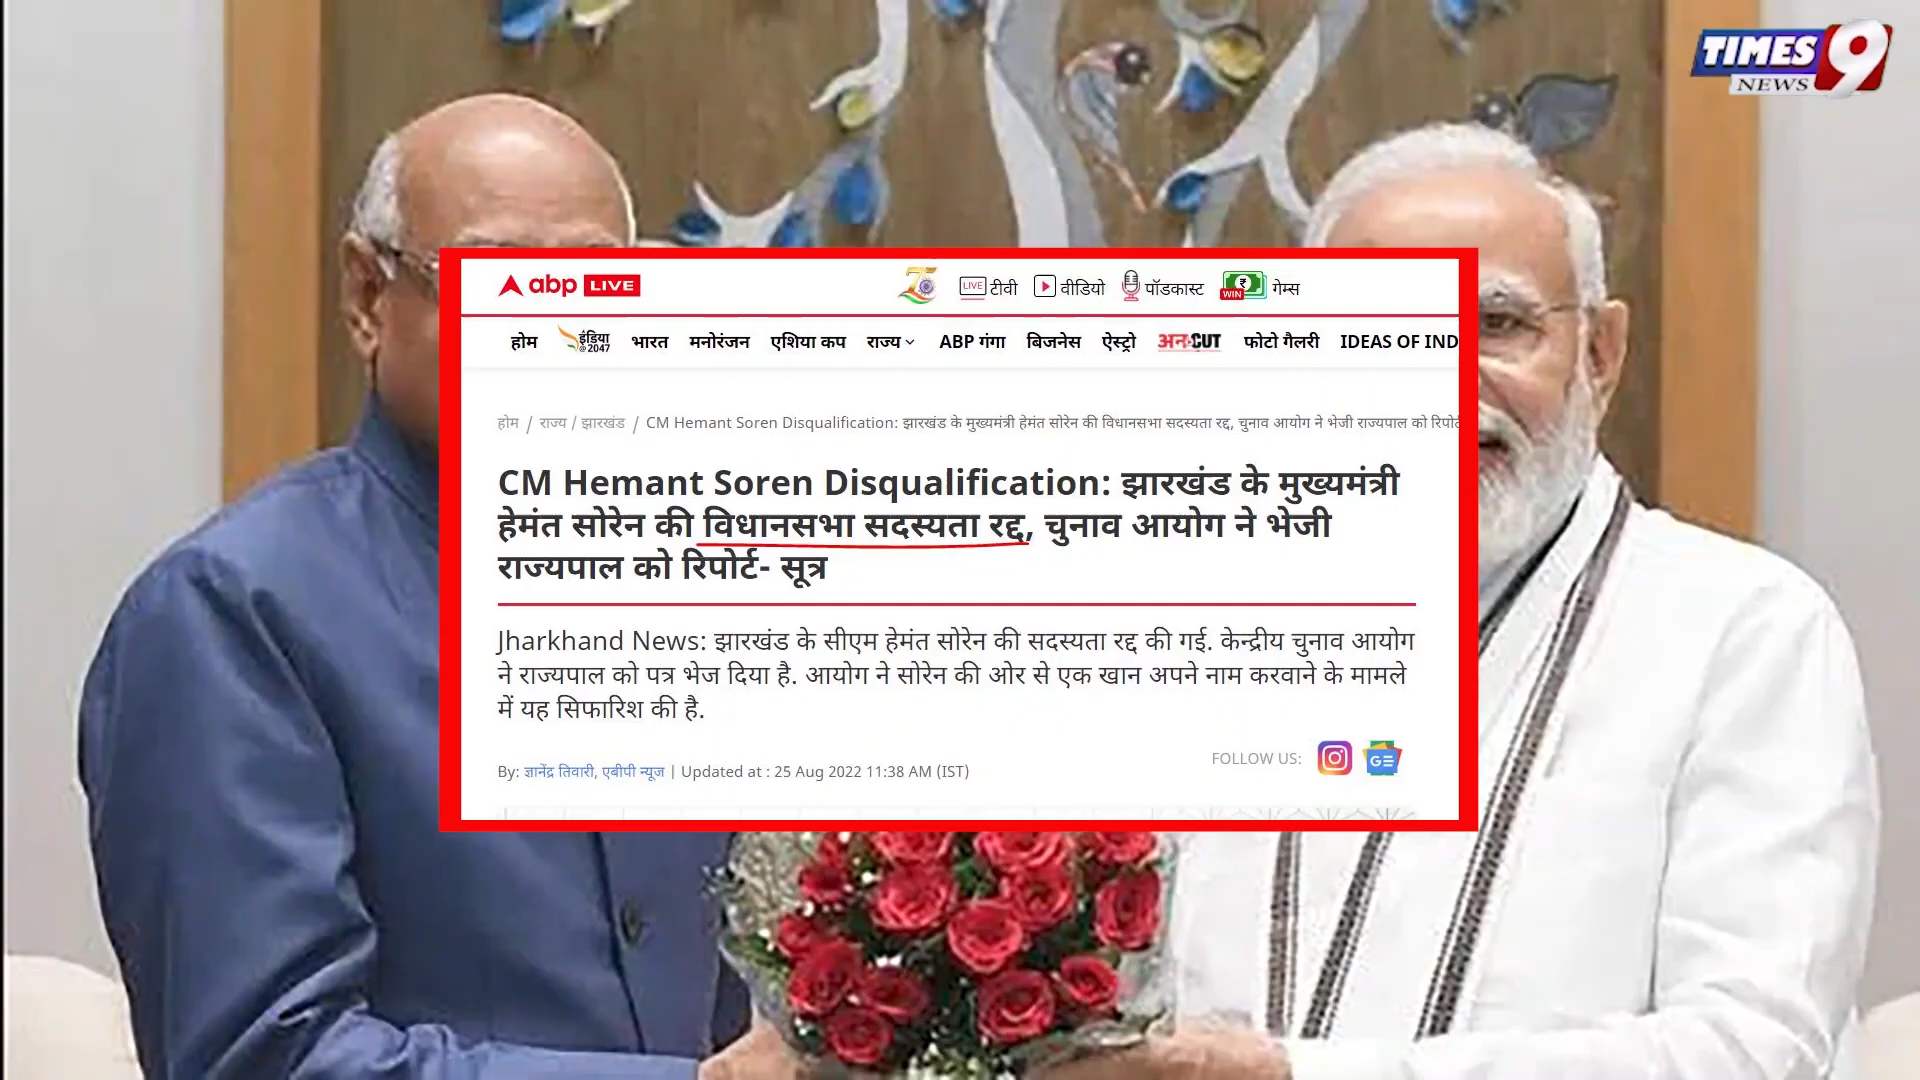 TIMES 9
NEWS
abp LIVE
75 LIVE टीवी वीडियो पॉडकास्ट WIN ₹ गेम्स
होम इंडिया @2047 भारत मनोरंजन एशिया कप राज्य ABP गंगा बिजनेस ऐस्ट्रो अनCUT फोटो गैलरी IDEAS OF IND
होम / राज्य / झारखंड / CM Hemant Soren Disqualification: झारखंड के मुख्यमंत्री हेमंत सोरेन की विधानसभा सदस्यता रद्द, चुनाव आयोग ने भेजी राज्यपाल को रिपोर्ट
CM Hemant Soren Disqualification: झारखंड के मुख्यमंत्री
हेमंत सोरेन की विधानसभा सदस्यता रद्द, चुनाव आयोग ने भेजी
राज्यपाल को रिपोर्ट- सूत्र
Jharkhand News: झारखंड के सीएम हेमंत सोरेन की सदस्यता रद्द की गई. केन्द्रीय चुनाव आयोग
ने राज्यपाल को पत्र भेज दिया है. आयोग ने सोरेन की ओर से एक खान अपने नाम करवाने के मामले
में यह सिफारिश की है.
FOLLOW US: GE
By: ज्ञानेंद्र तिवारी, एबीपी न्यूज | Updated at : 25 Aug 2022 11:38 AM (IST)